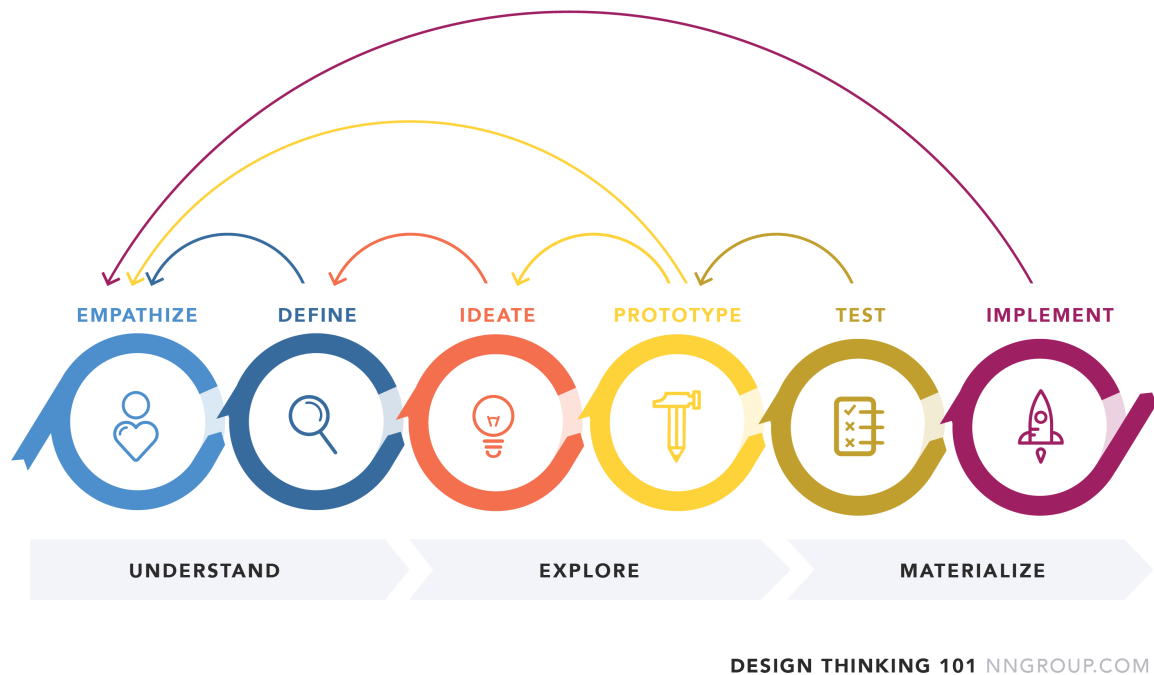 EMPATHIZE DEFINE IDEATE PROTOTYPE TEST IMPLEMENT
UNDERSTAND EXPLORE MATERIALIZE
DESIGN THINKING 101 NNGROUP.COM